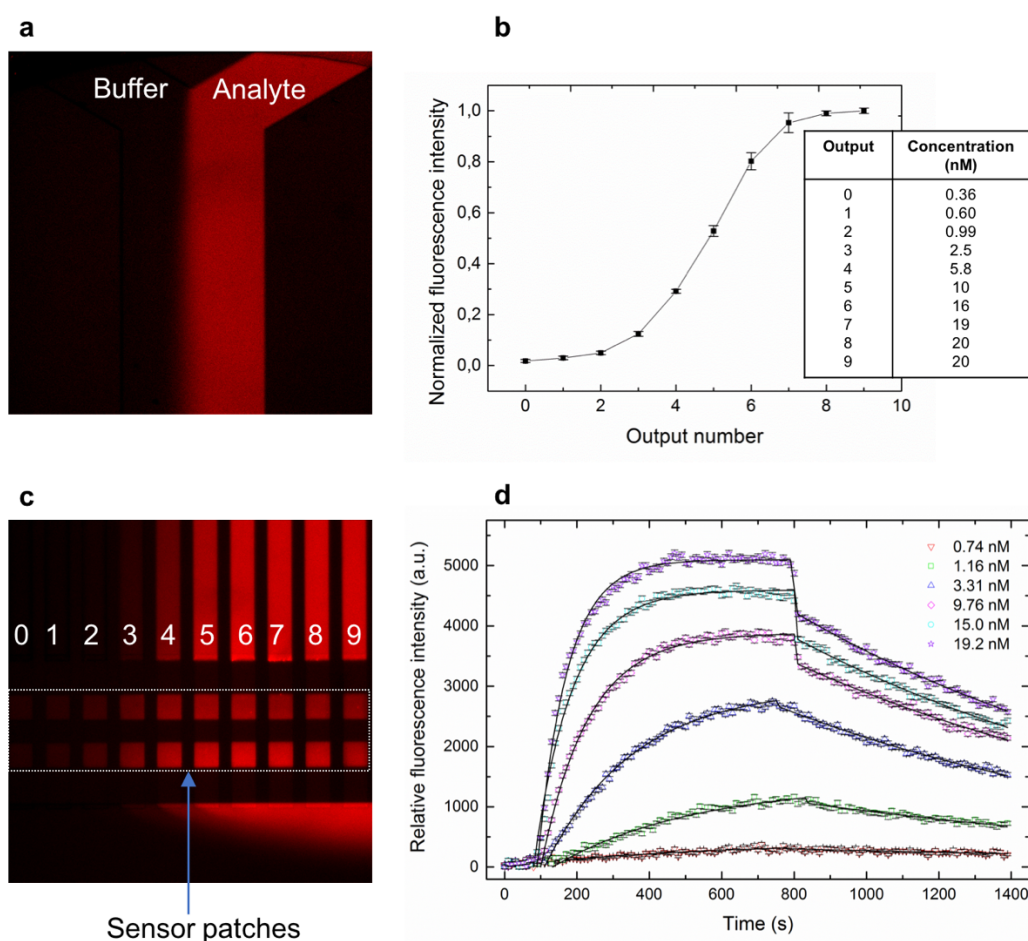 a
Buffer Analyte
b
Normalized fluorescence intensity
1,0
0,8
0,6
0,4
0,2
0,0
0 2 4 6 8 10
Output number
Output Concentration
(nM)
0 0.36
1 0.60
2 0.99
3 2.5
4 5.8
5 10
6 16
7 19
8 20
9 20
c
0 1 2 3 4 5 6 7 8 9
Sensor patches
d
Relative fluorescence intensity (a.u.)
5000
4000
3000
2000
1000
0
0.74 nM
1.16 nM
3.31 nM
9.76 nM
15.0 nM
19.2 nM
0 200 400 600 800 1000 1200 1400
Time (s)